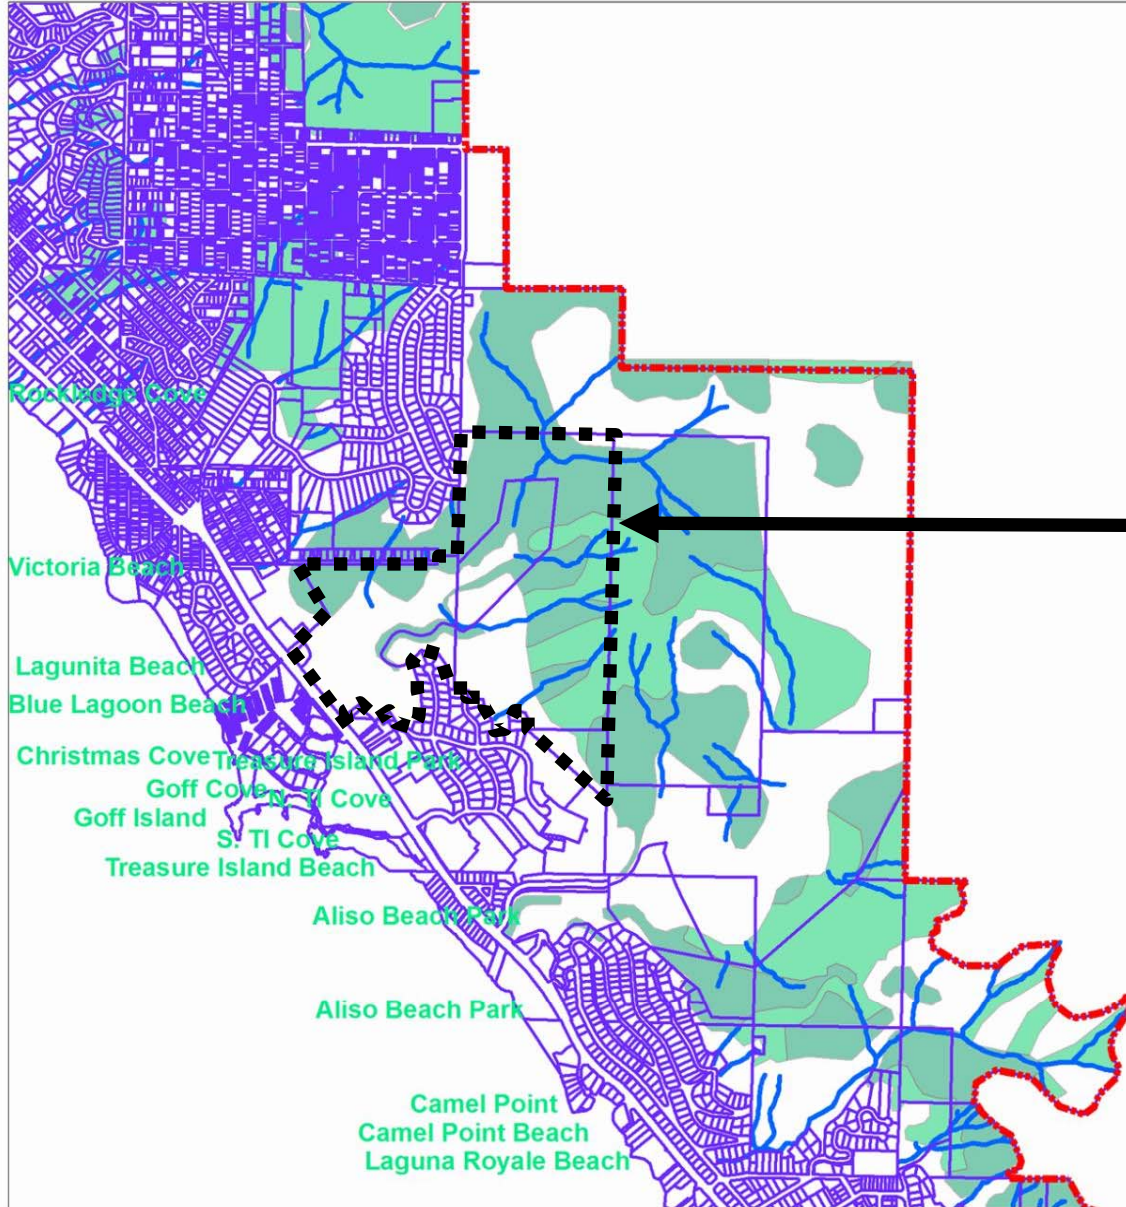 Rockledge Cove
Victoria Beach
Lagunita Beach
Blue Lagoon Beach
Christmas Cove
Treasure Island Park
Goff Cove
N. TI Cove
Goff Island
S. TI Cove
Treasure Island Beach
Aliso Beach Park
Aliso Beach Park
Camel Point
Camel Point Beach
Laguna Royale Beach